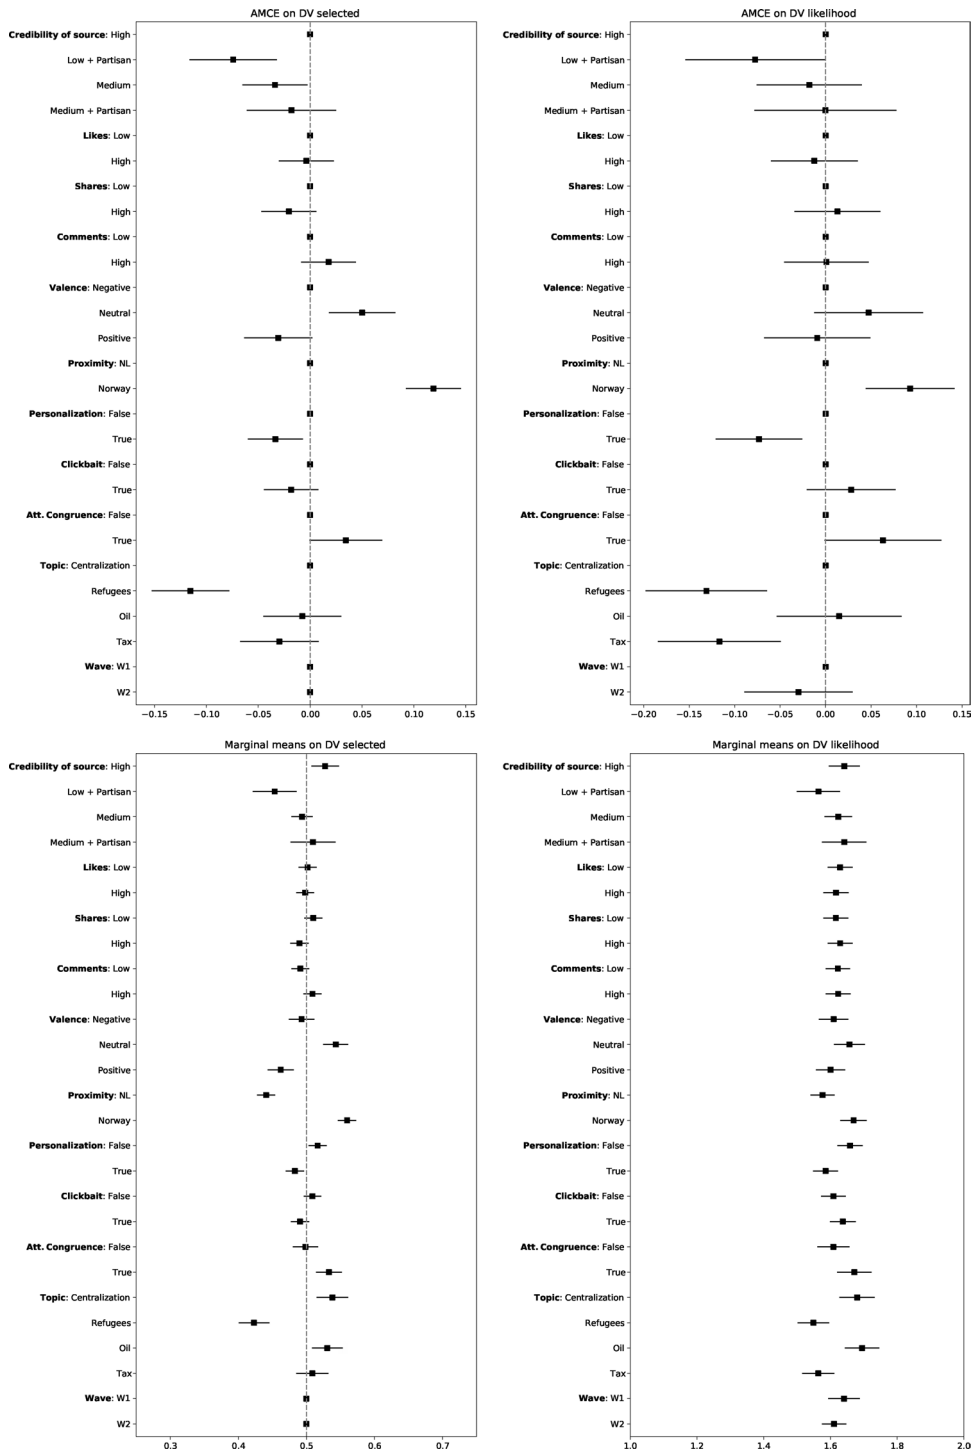 AMCE on DV selected
Credibility of source: High
Low + Partisan
Medium
Medium + Partisan
Likes: Low
High
Shares: Low
High
Comments: Low
High
Valence: Negative
Neutral
Positive
Proximity: NL
Norway
Personalization: False
True
Clickbait: False
True
Att. Congruence: False
True
Topic: Centralization
Refugees
Oil
Tax
Wave: W1
W2
−0.15 −0.10 −0.05 0.00 0.05 0.10 0.15
AMCE on DV likelihood
Credibility of source: High
Low + Partisan
Medium
Medium + Partisan
Likes: Low
High
Shares: Low
High
Comments: Low
High
Valence: Negative
Neutral
Positive
Proximity: NL
Norway
Personalization: False
True
Clickbait: False
True
Att. Congruence: False
True
Topic: Centralization
Refugees
Oil
Tax
Wave: W1
W2
−0.20 −0.15 −0.10 −0.05 0.00 0.05 0.10 0.15
Marginal means on DV selected
Credibility of source: High
Low + Partisan
Medium
Medium + Partisan
Likes: Low
High
Shares: Low
High
Comments: Low
High
Valence: Negative
Neutral
Positive
Proximity: NL
Norway
Personalization: False
True
Clickbait: False
True
Att. Congruence: False
True
Topic: Centralization
Refugees
Oil
Tax
Wave: W1
W2
0.3 0.4 0.5 0.6 0.7
Marginal means on DV likelihood
Credibility of source: High
Low + Partisan
Medium
Medium + Partisan
Likes: Low
High
Shares: Low
High
Comments: Low
High
Valence: Negative
Neutral
Positive
Proximity: NL
Norway
Personalization: False
True
Clickbait: False
True
Att. Congruence: False
True
Topic: Centralization
Refugees
Oil
Tax
Wave: W1
W2
1.0 1.2 1.4 1.6 1.8 2.0